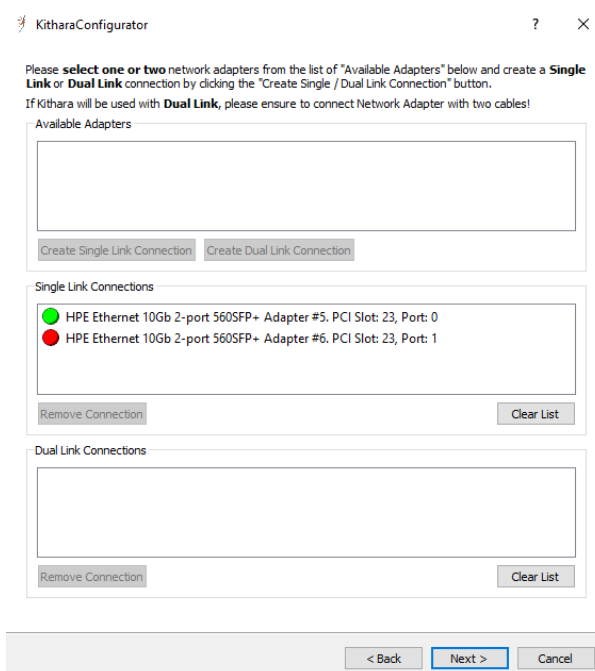 KitharaConfigurator
?
Please select one or two network adapters from the list of "Available Adapters" below and create a Single
Link or Dual Link connection by clicking the "Create Single / Dual Link Connection" button.
If Kithara will be used with Dual Link, please ensure to connect Network Adapter with two cables!
Available Adapters
Create Single Link Connection Create Dual Link Connection
Single Link Connections
HPE Ethernet 10Gb 2-port 560SFP+ Adapter #5. PCI Slot: 23, Port: 0
HPE Ethernet 10Gb 2-port 560SFP+ Adapter #6. PCI Slot: 23, Port: 1
Remove Connection Clear List
Dual Link Connections
Remove Connection Clear List
< Back Next > Cancel